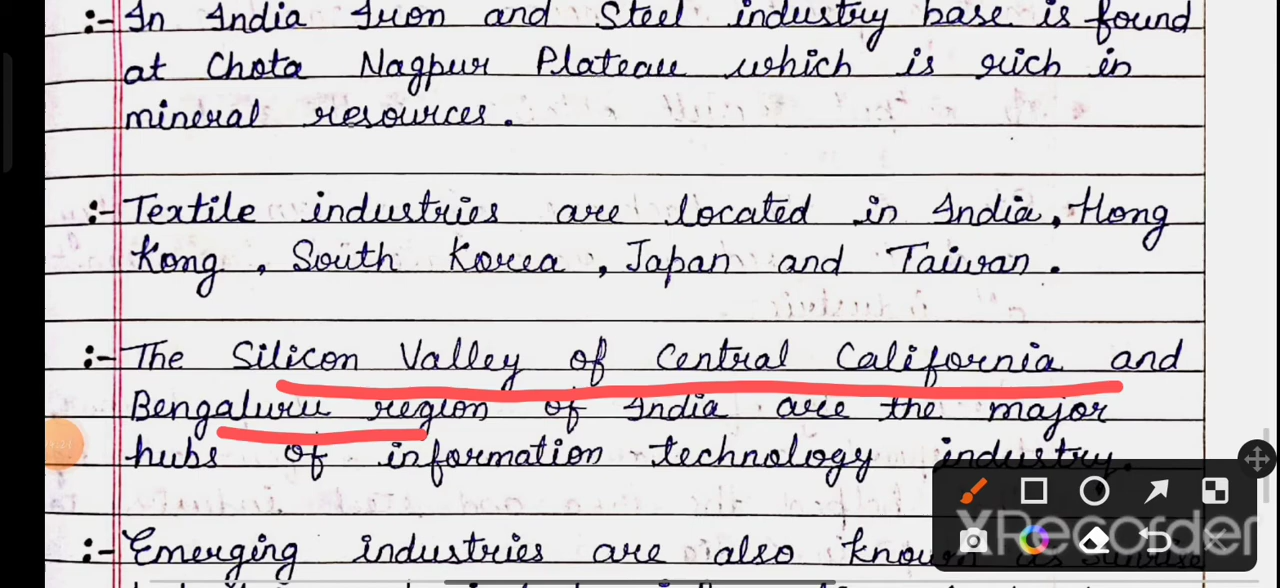 :- In India Iron and Steel industry base is found
at Chota Nagpur Plateau which is rich in
mineral resources.
:- Textile industries are located in India, Hong
Kong, South Korea, Japan and Taiwan.
:- The Silicon Valley of Central California and
Bengaluru region of India are the major
hubs of information technology industry.
:- Emerging industries are also known as sunrise
XRecorder